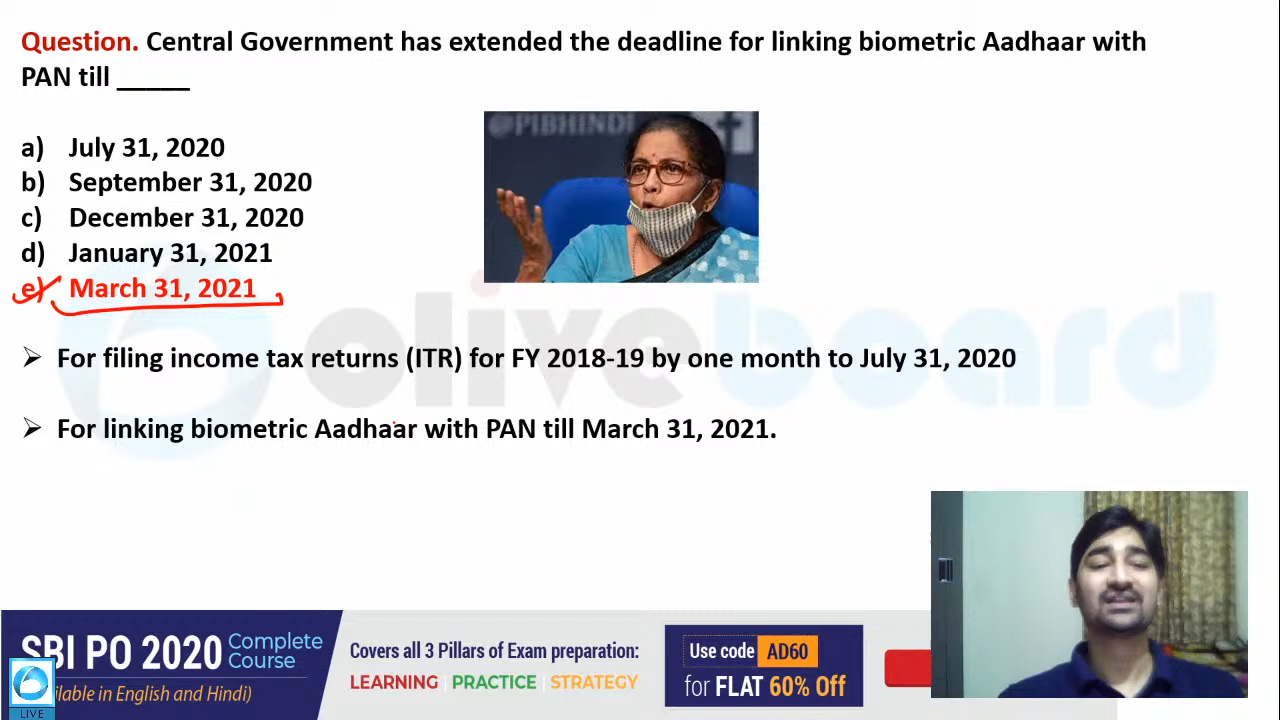 Question. Central Government has extended the deadline for linking biometric Aadhaar with
PAN till _____
@PIBHINDI
a) July 31, 2020
b) September 31, 2020
c) December 31, 2020
d) January 31, 2021
e) March 31, 2021
oliveboard
➢ For filing income tax returns (ITR) for FY 2018-19 by one month to July 31, 2020
➢ For linking biometric Aadhaar with PAN till March 31, 2021.
SBI PO 2020 Complete
Course
ilable in English and Hindi)
LIVE
Covers all 3 Pillars of Exam preparation:
LEARNING | PRACTICE | STRATEGY
Use code AD60
for FLAT 60% Off